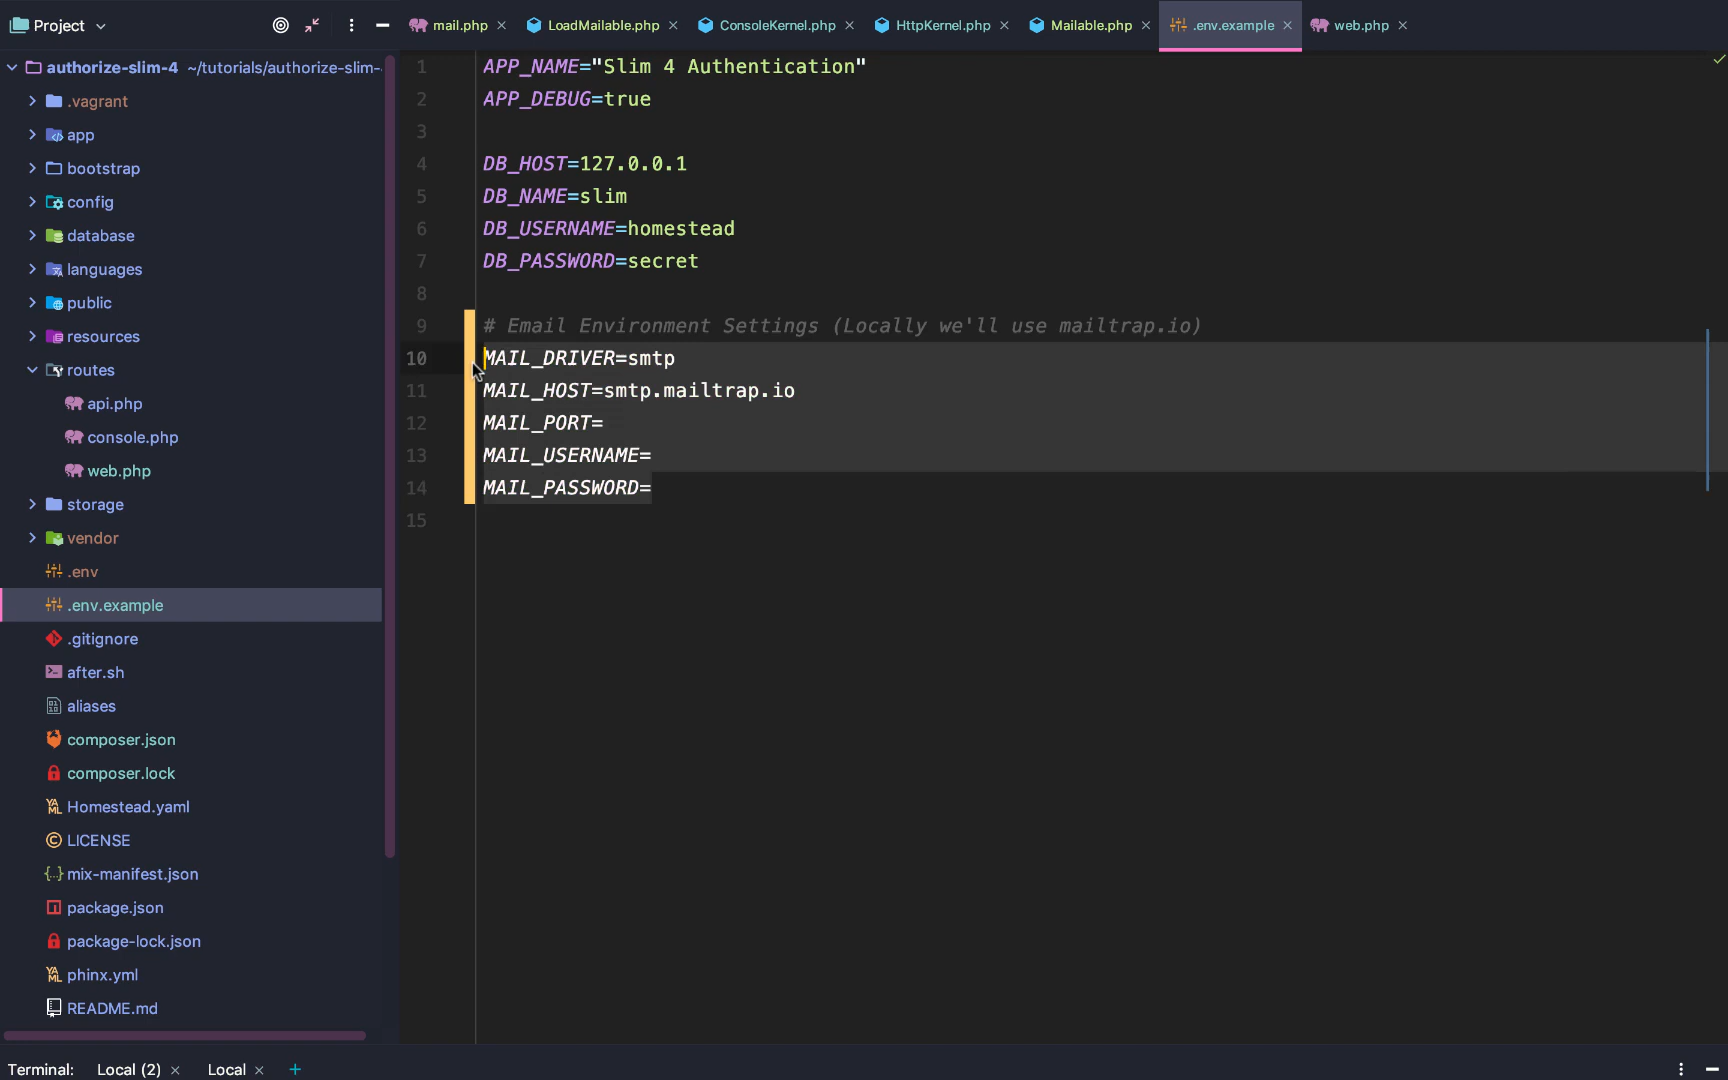 Project
mail.php
LoadMailable.php
ConsoleKernel.php
HttpKernel.php
Mailable.php
.env.example
web.php
authorize-slim-4 ~/tutorials/authorize-slim-
.vagrant
app
bootstrap
config
database
languages
public
resources
routes
api.php
console.php
web.php
storage
vendor
.env
.env.example
.gitignore
after.sh
aliases
composer.json
composer.lock
Homestead.yaml
LICENSE
mix-manifest.json
package.json
package-lock.json
phinx.yml
README.md
1 APP_NAME="Slim 4 Authentication"
2 APP_DEBUG=true
3
4 DB_HOST=127.0.0.1
5 DB_NAME=slim
6 DB_USERNAME=homestead
7 DB_PASSWORD=secret
8
9 # Email Environment Settings (Locally we'll use mailtrap.io)
10 MAIL_DRIVER=smtp
11 MAIL_HOST=smtp.mailtrap.io
12 MAIL_PORT=
13 MAIL_USERNAME=
14 MAIL_PASSWORD=
15
Terminal: Local (2) Local